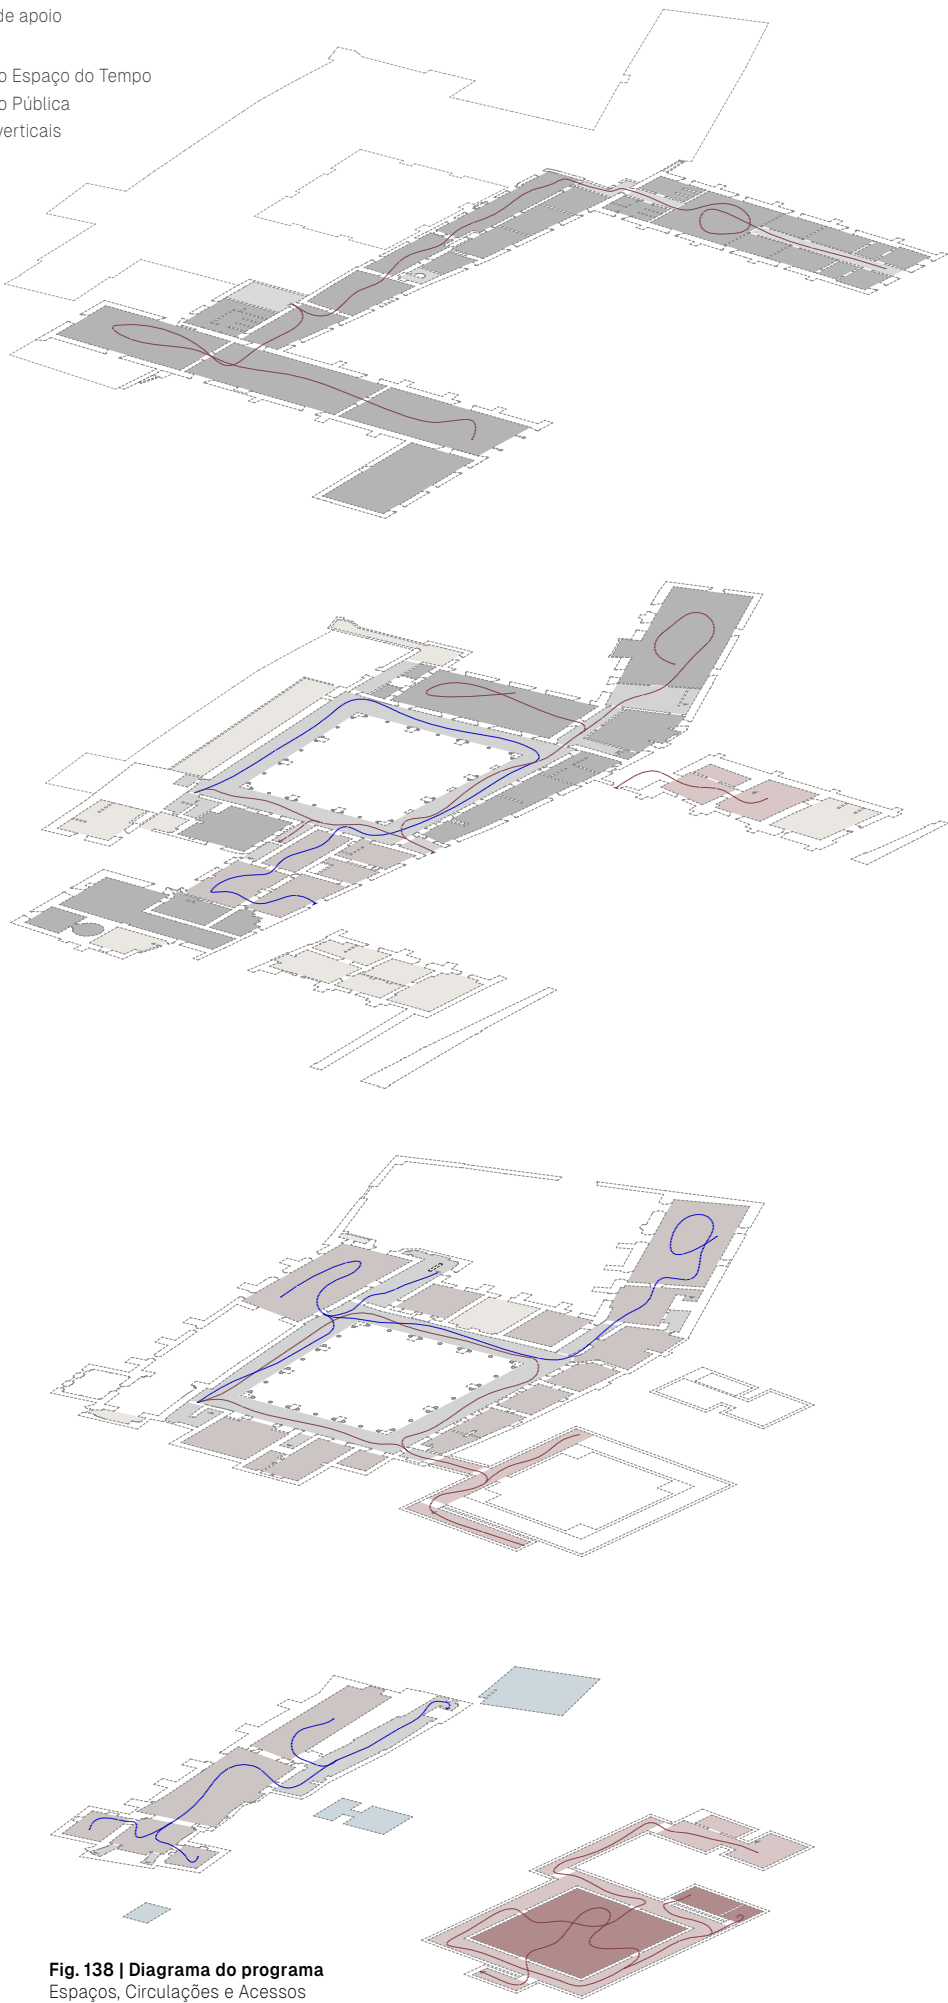 de apoio
o Espaço do Tempo
o Pública
verticais
Fig. 138 | Diagrama do programa
Espaços, Circulações e Acessos